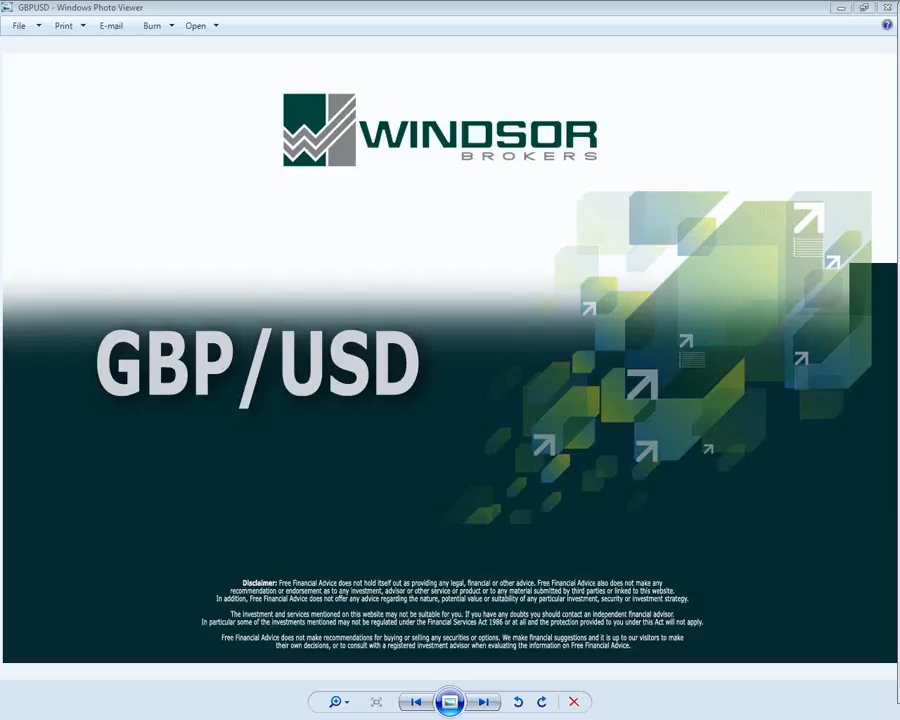 GBPUSD - Windows Photo Viewer
File Print E-mail Burn Open
WINDSOR
BROKERS
GBP/USD
Disclaimer: Free Financial Advice does not hold itself out as providing any legal, financial or other advice. Free Financial Advice also does not make any
recommendation or endorsement as to any investment, advisor or other service or product or to any material submitted by third parties or linked to this website.
In addition, Free Financial Advice does not offer any advice regarding the nature, potential value or suitability of any particular investment, security or investment strategy.
The investment and services mentioned on this website may not be suitable for you. If you have any doubts you should contact an independent financial advisor.
In particular some of the investments mentioned may not be regulated under the Financial Services Act 1986 or at all and the protection provided to you under this Act will not apply.
Free Financial Advice does not make recommendations for buying or selling any securities or options. We make financial suggestions and it is up to our visitors to make
their own decisions, or to consult with a registered investment advisor when evaluating the information on Free Financial Advice.